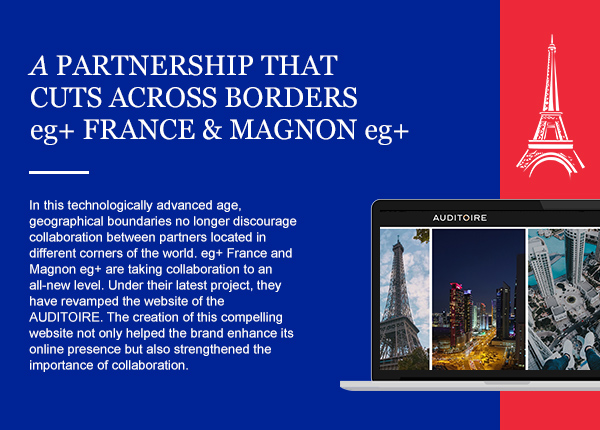 A PARTNERSHIP THAT
CUTS ACROSS BORDERS
eg+ FRANCE & MAGNON eg+
In this technologically advanced age,
geographical boundaries no longer discourage
collaboration between partners located in
different corners of the world. eg+ France and
Magnon eg+ are taking collaboration to an
all-new level. Under their latest project, they
have revamped the website of the
AUDITOIRE. The creation of this compelling
website not only helped the brand enhance its
online presence but also strengthened the
importance of collaboration.
AUDITOIRE